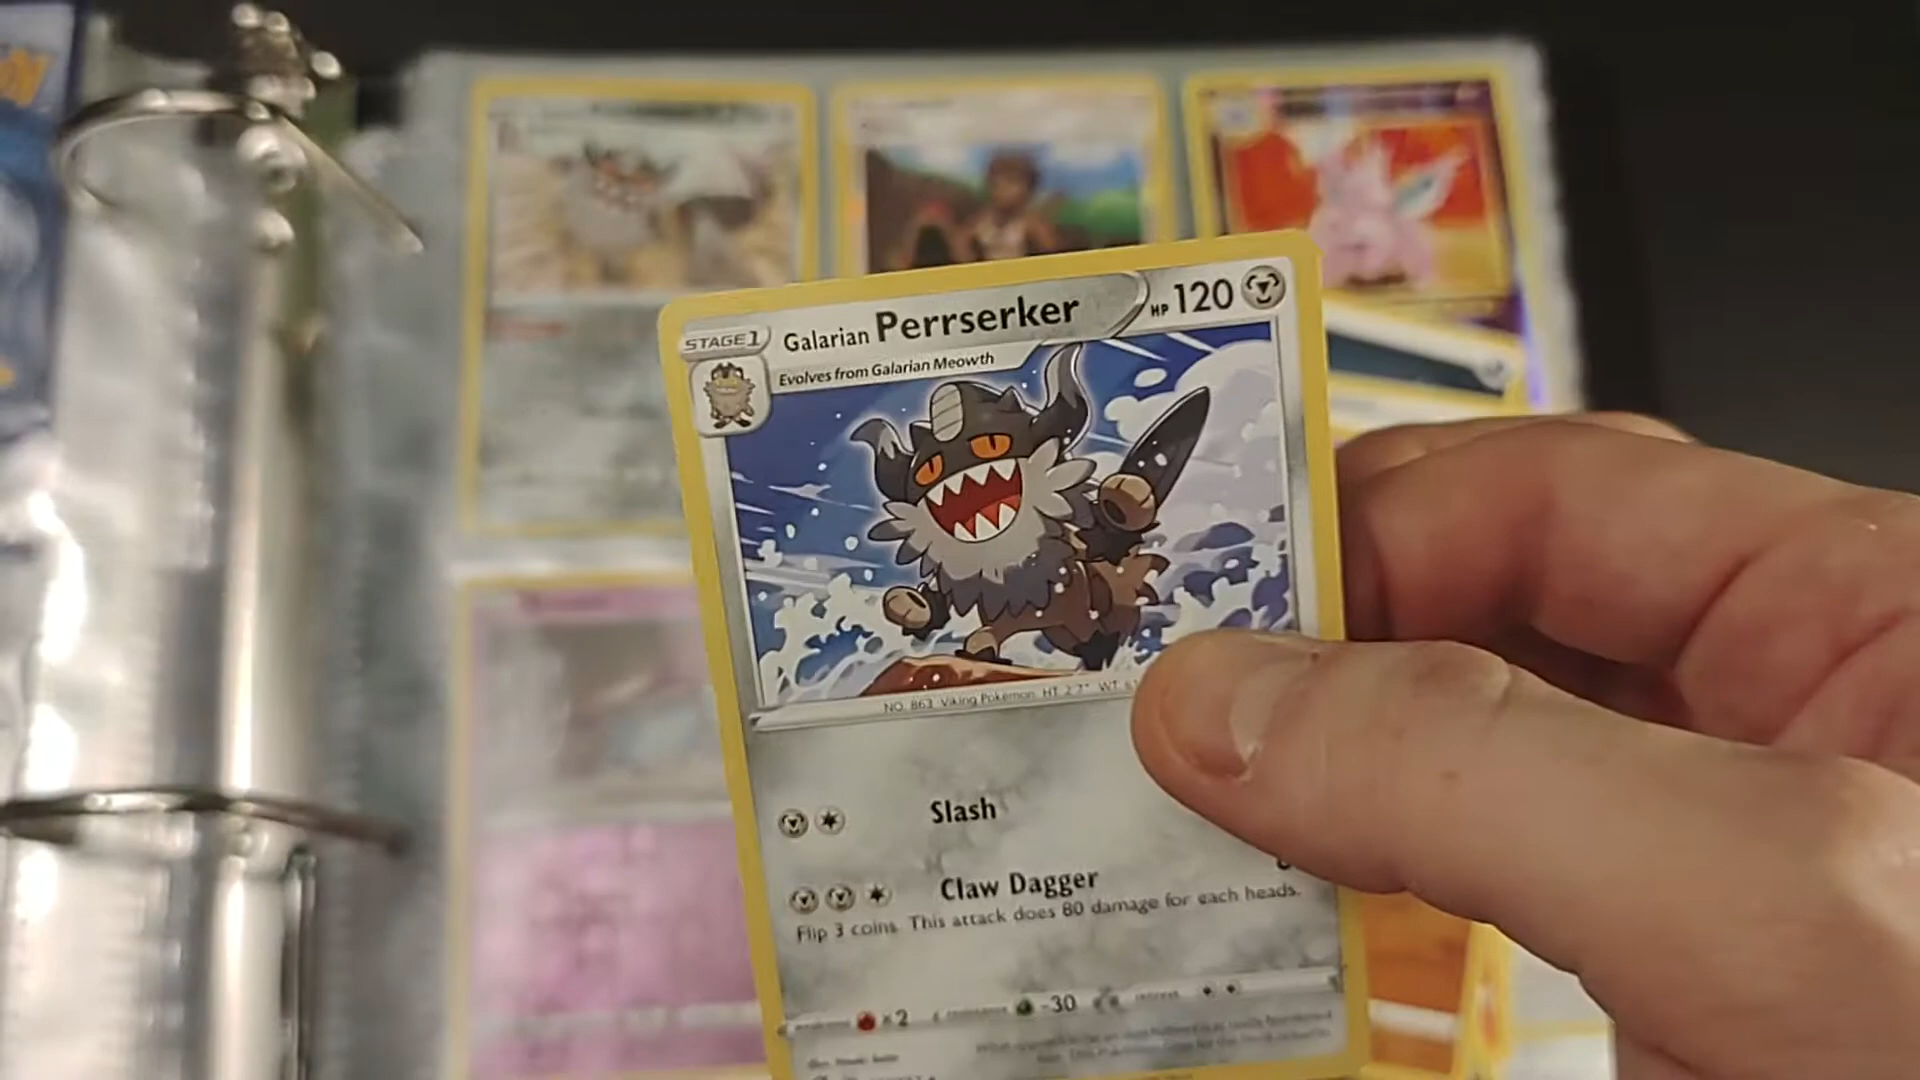 STAGE1 Galarian Perrserker HP 120
Evolves from Galarian Meowth
NO. 863 Viking Pokémon HT 2'7" WT
Slash
Claw Dagger
Flip 3 coins. This attack does 80 damage for each heads.
×2 -30